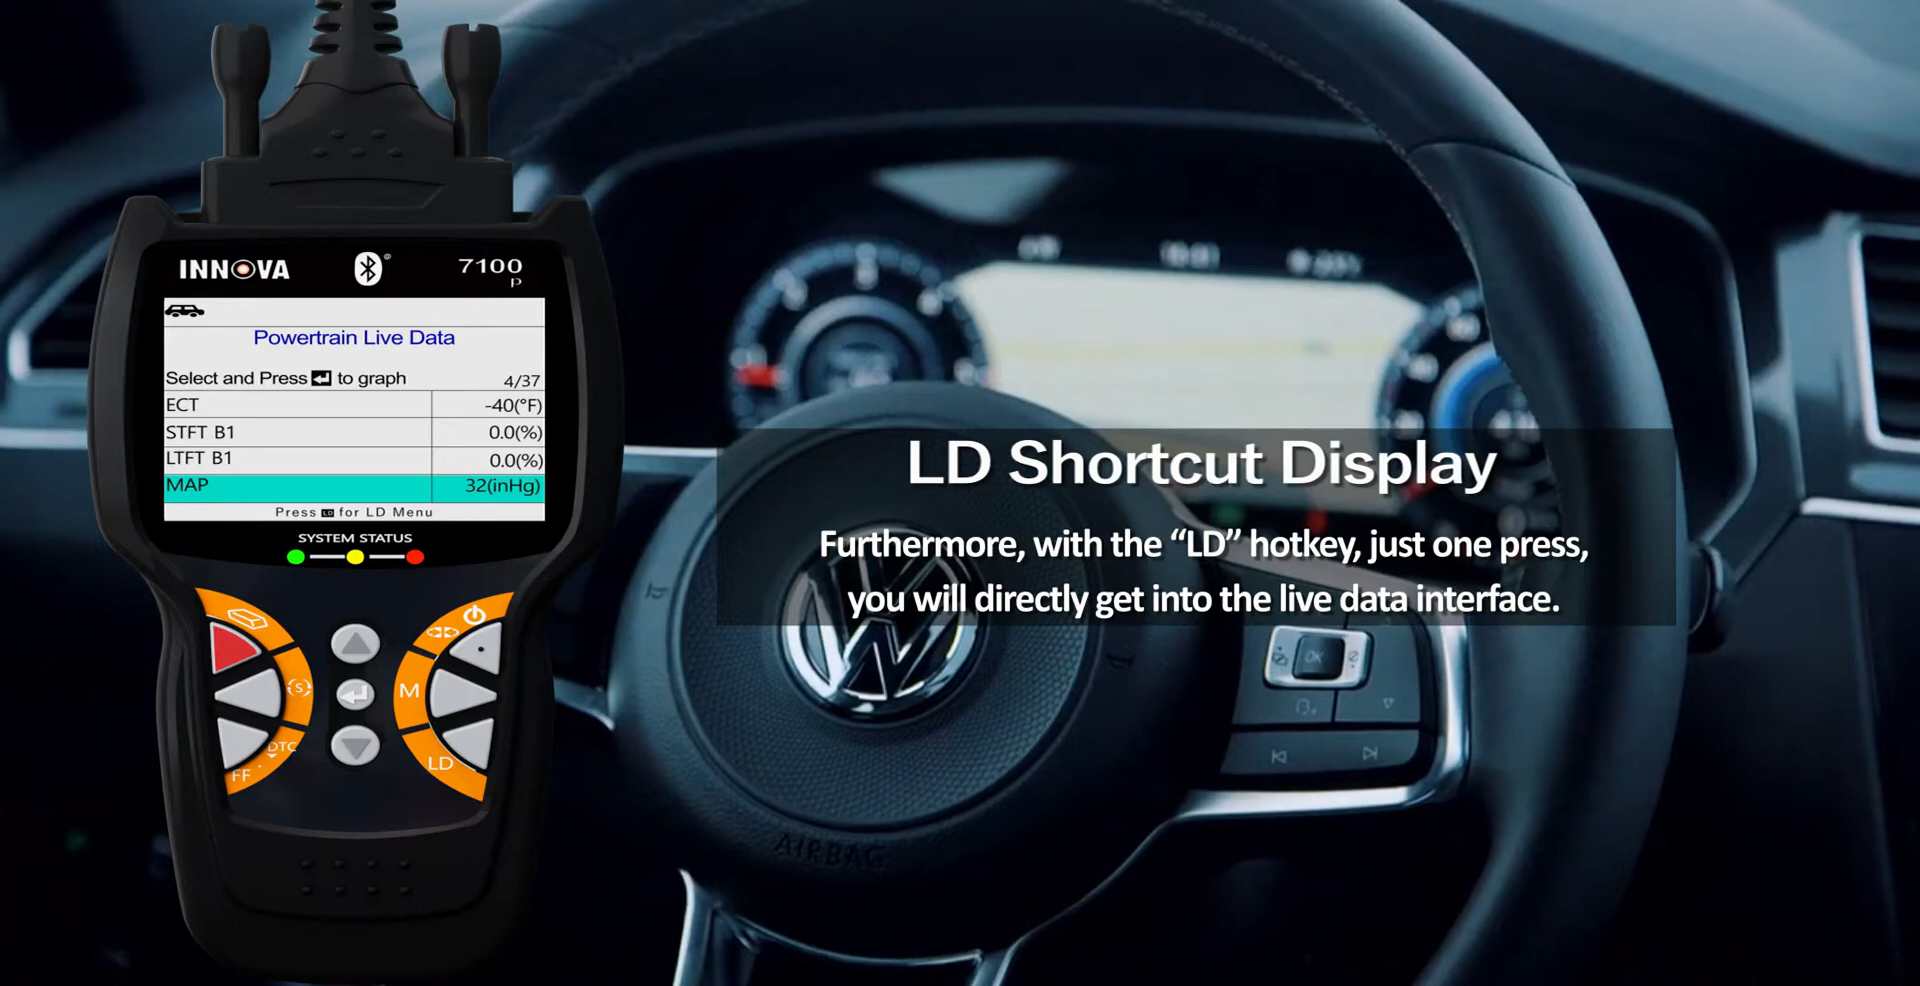 INNOVA
7100
p
Powertrain Live Data
Select and Press to graph 4/37
ECT -40(°F)
STFT B1 0.0(%)
LTFT B1 0.0(%)
MAP 32(inHg)
Press LD for LD Menu
SYSTEM STATUS
S
M
DTC
FF
LD
LD Shortcut Display
Furthermore, with the “LD” hotkey, just one press,
you will directly get into the live data interface.
OK
AIRBAG